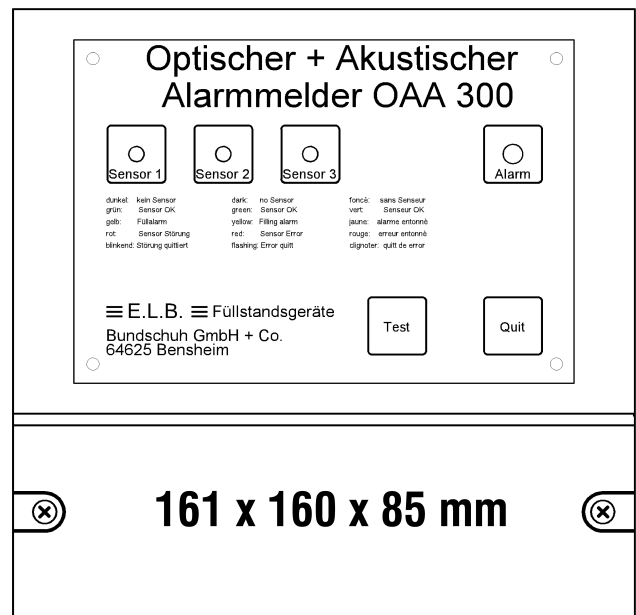 Optischer + Akustischer
Alarmmelder OAA 300
Sensor 1 Sensor 2 Sensor 3 Alarm
dunkel: kein Sensor dark: no Sensor foncè: sans Senseur
grün: Sensor OK green: Sensor OK vert: Senseur OK
gelb: Füllalarm yellow: Filling alarm jaune: alarme entonnè
rot: Sensor Störung red: Sensor Error rouge: erreur entonnè
blinkend: Störung quittiert flashing: Error quitt clignoter: quitt de error
E.L.B. Füllstandsgeräte
Bundschuh GmbH + Co.
64625 Bensheim
Test Quit
161 x 160 x 85 mm